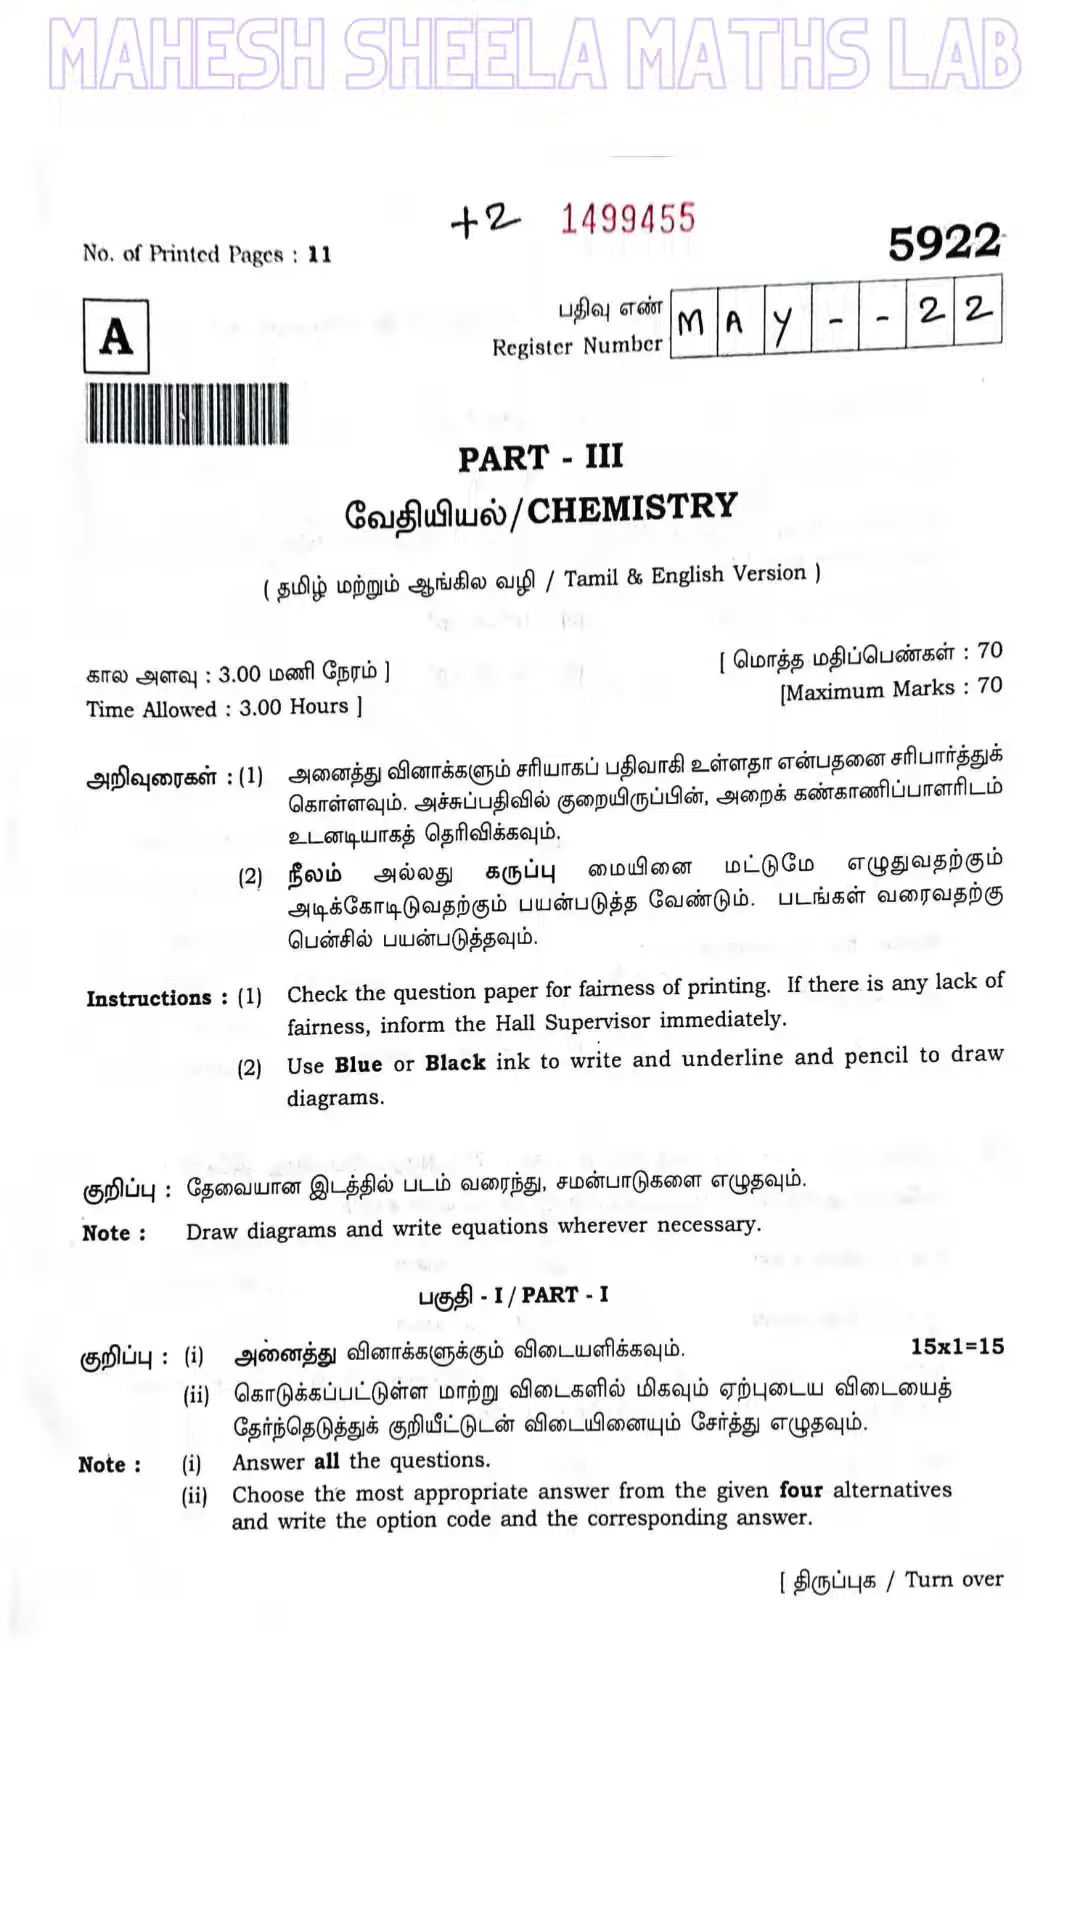 MAHESH SHEELA MATHS LAB
+2 1499455
No. of Printed Pages : 11
5922
A
பதிவு எண்
Register Number
M A Y - - 2 2
PART - III
வேதியியல் / CHEMISTRY
( தமிழ் மற்றும் ஆங்கில வழி / Tamil & English Version )
கால அளவு : 3.00 மணி நேரம் ]
[ மொத்த மதிப்பெண்கள் : 70
Time Allowed : 3.00 Hours ]
[Maximum Marks : 70
அறிவுரைகள் : (1) அனைத்து வினாக்களும் சரியாகப் பதிவாகி உள்ளதா என்பதனை சரிபார்த்துக்
கொள்ளவும். அச்சுப்பதிவில் குறையிருப்பின், அறைக் கண்காணிப்பாளரிடம்
உடனடியாகத் தெரிவிக்கவும்.
(2) நீலம் அல்லது கருப்பு மையினை மட்டுமே எழுதுவதற்கும்
அடிக்கோடிடுவதற்கும் பயன்படுத்த வேண்டும். படங்கள் வரைவதற்கு
பென்சில் பயன்படுத்தவும்.
Instructions : (1) Check the question paper for fairness of printing. If there is any lack of
fairness, inform the Hall Supervisor immediately.
(2) Use Blue or Black ink to write and underline and pencil to draw
diagrams.
குறிப்பு : தேவையான இடத்தில் படம் வரைந்து, சமன்பாடுகளை எழுதவும்.
Note : Draw diagrams and write equations wherever necessary.
பகுதி - I / PART - I
குறிப்பு : (i) அனைத்து வினாக்களுக்கும் விடையளிக்கவும். 15x1=15
(ii) கொடுக்கப்பட்டுள்ள மாற்று விடைகளில் மிகவும் ஏற்புடைய விடையைத்
தேர்ந்தெடுத்துக் குறியீட்டுடன் விடையினையும் சேர்த்து எழுதவும்.
Note : (i) Answer all the questions.
(ii) Choose the most appropriate answer from the given four alternatives
and write the option code and the corresponding answer.
[ திருப்புக / Turn over